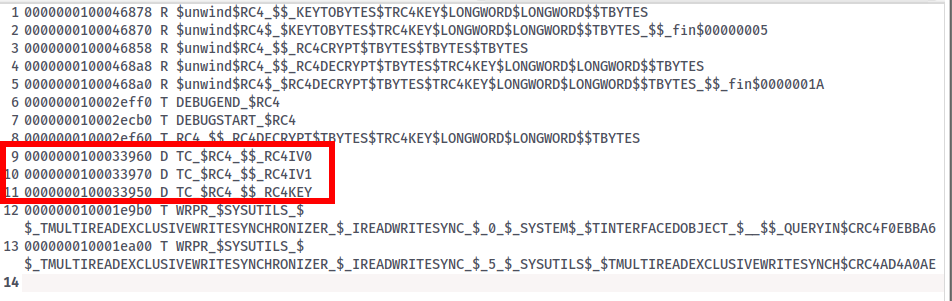 1 0000000100046878 R $unwind$RC4_$$_KEYTOBYTES$TRC4KEY$LONGWORD$LONGWORD$$TBYTES
2 0000000100046870 R $unwind$RC4_$_$KEYTOBYTES$TRC4KEY$LONGWORD$LONGWORD$$TBYTES_$$_fin$00000005
3 0000000100046858 R $unwind$RC4_$$_RC4CRYPT$TBYTES$TBYTES$TBYTES
4 00000001000468a8 R $unwind$RC4_$$_RC4DECRYPT$TBYTES$TRC4KEY$LONGWORD$LONGWORD$$TBYTES
5 00000001000468a0 R $unwind$RC4_$_$RC4DECRYPT$TBYTES$TRC4KEY$LONGWORD$LONGWORD$$TBYTES_$$_fin$0000001A
6 000000010002eff0 T DEBUGEND_$RC4
7 000000010002ecb0 T DEBUGSTART_$RC4
8 000000010002ef60 T RC4_$$_RC4DECRYPT$TBYTES$TRC4KEY$LONGWORD$LONGWORD$$TBYTES
9 0000000100033960 D TC_$RC4_$$_RC4IV0
10 0000000100033970 D TC_$RC4_$$_RC4IV1
11 0000000100033950 D TC_$RC4_$$_RC4KEY
12 000000010001e9b0 T WRPR_$SYSUTILS_$
$_TMULTIREADEXCLUSIVEWRITESYNCHRONIZER_$_IREADWRITESYNC_$_0_$_SYSTEM$_$TINTERFACEDOBJECT_$__$$_QUERYIN$CRC4F0EBBA6
13 000000010001ea00 T WRPR_$SYSUTILS_$
$_TMULTIREADEXCLUSIVEWRITESYNCHRONIZER_$_IREADWRITESYNC_$_5_$_SYSUTILS$_$TMULTIREADEXCLUSIVEWRITESYNCH$CRC4AD4A0AE
14